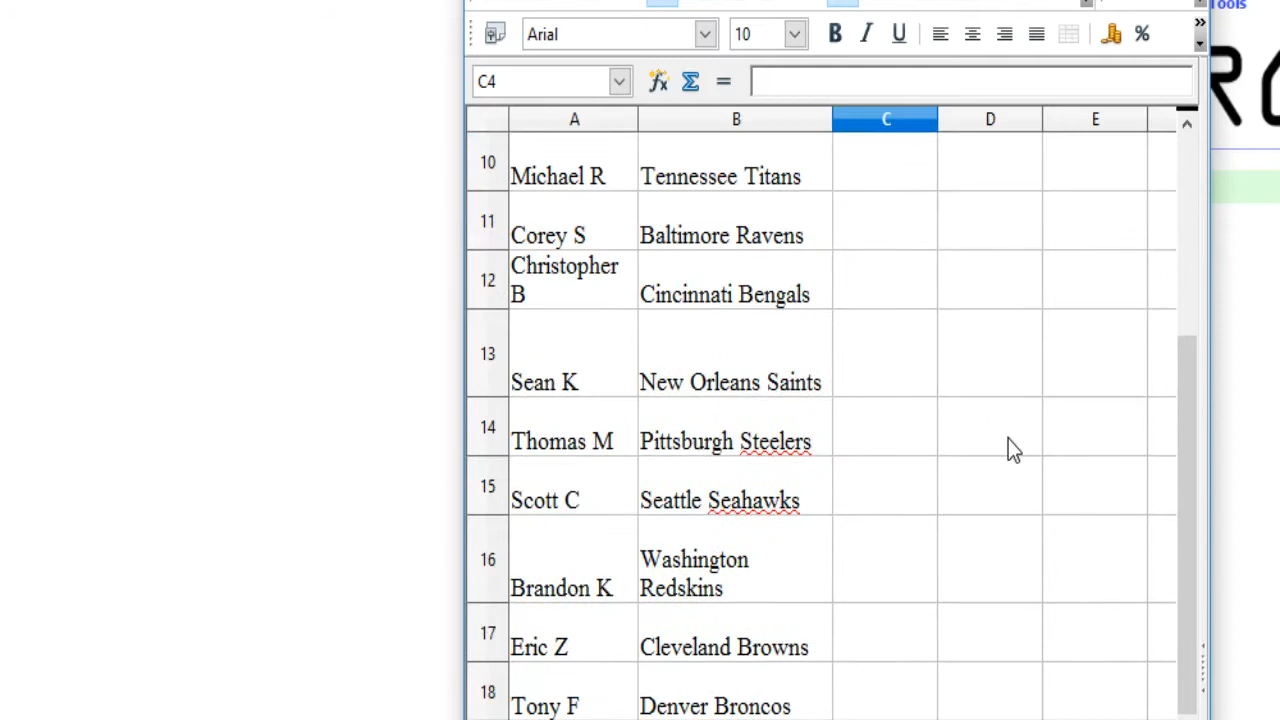 Tools
Arial
10
B I U
%
C4
=
A B C D E
10 Michael R Tennessee Titans
11 Corey S Baltimore Ravens
12 Christopher B Cincinnati Bengals
13 Sean K New Orleans Saints
14 Thomas M Pittsburgh Steelers
15 Scott C Seattle Seahawks
16 Brandon K Washington Redskins
17 Eric Z Cleveland Browns
18 Tony F Denver Broncos